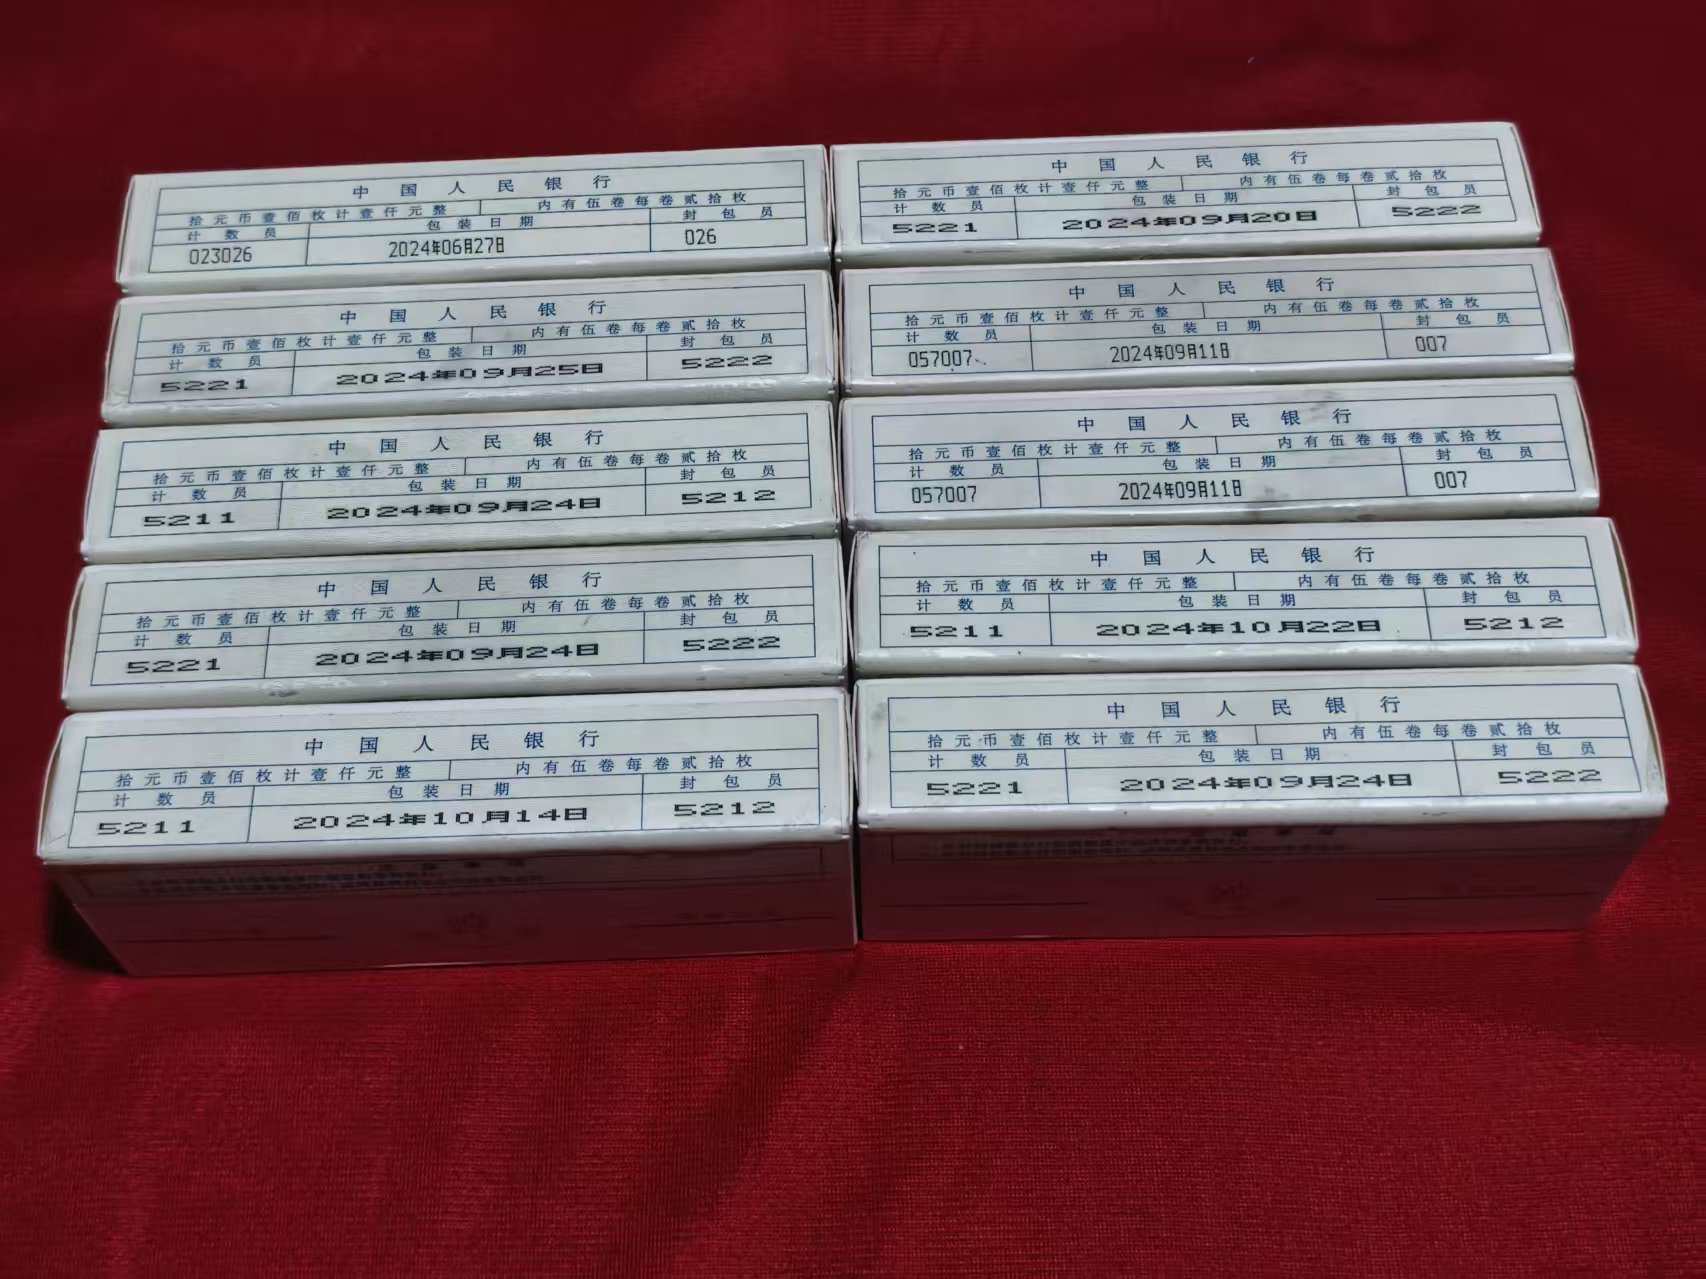 中国人民银行
拾元币壹佰枚计壹仟元整 内有伍卷每卷贰拾枚
计数员 包装日期 封包员
023026 2024年06月27日 026
中国人民银行
拾元币壹佰枚计壹仟元整 内有伍卷每卷贰拾枚
计数员 包装日期 封包员
5221 2024年09月25日 5222
中国人民银行
拾元币壹佰枚计壹仟元整 内有伍卷每卷贰拾枚
计数员 包装日期 封包员
5211 2024年09月24日 5212
中国人民银行
拾元币壹佰枚计壹仟元整 内有伍卷每卷贰拾枚
计数员 包装日期 封包员
5221 2024年09月24日 5222
中国人民银行
拾元币壹佰枚计壹仟元整 内有伍卷每卷贰拾枚
计数员 包装日期 封包员
5211 2024年10月14日 5212
中国人民银行
拾元币壹佰枚计壹仟元整 内有伍卷每卷贰拾枚
计数员 包装日期 封包员
5221 2024年09月20日 5222
中国人民银行
拾元币壹佰枚计壹仟元整 内有伍卷每卷贰拾枚
计数员 包装日期 封包员
057007 2024年09月11日 007
中国人民银行
拾元币壹佰枚计壹仟元整 内有伍卷每卷贰拾枚
计数员 包装日期 封包员
057007 2024年09月11日 007
中国人民银行
拾元币壹佰枚计壹仟元整 内有伍卷每卷贰拾枚
计数员 包装日期 封包员
5211 2024年10月22日 5212
中国人民银行
拾元币壹佰枚计壹仟元整 内有伍卷每卷贰拾枚
计数员 包装日期 封包员
5221 2024年09月24日 5222